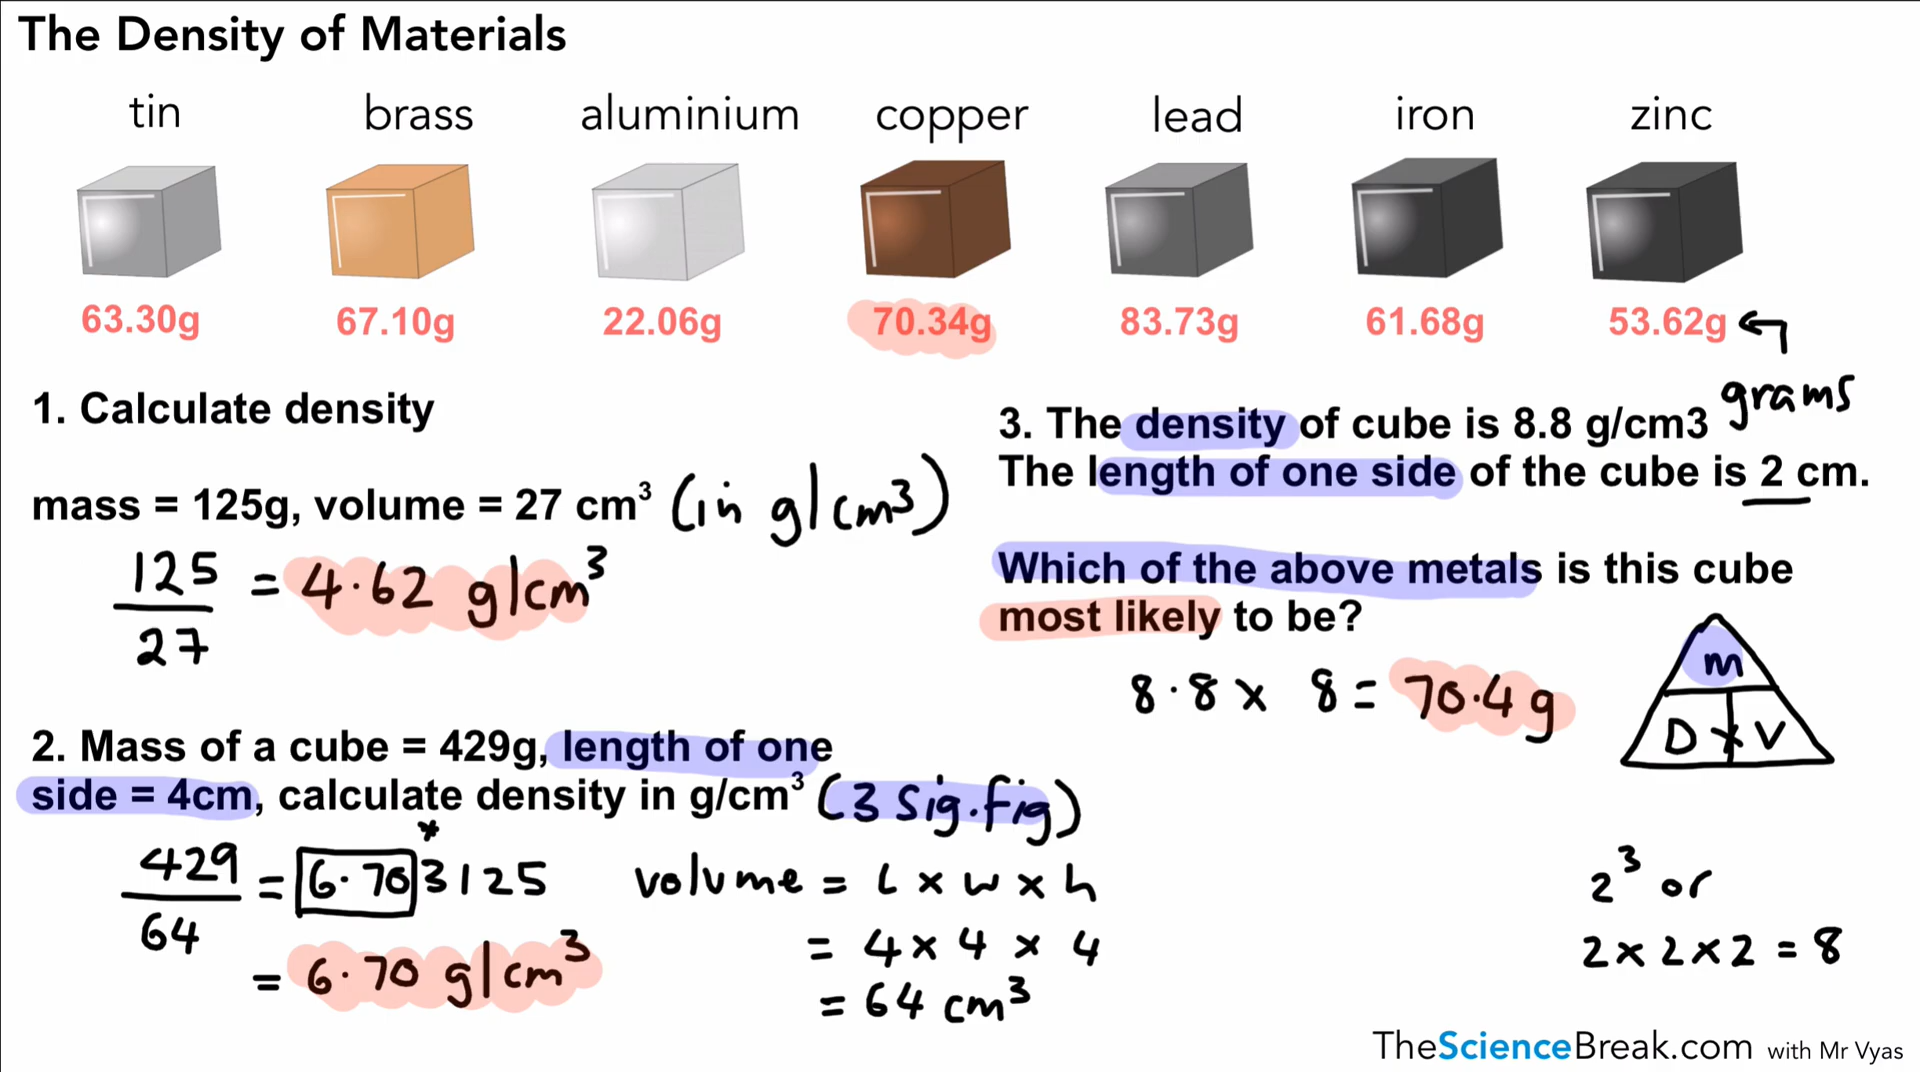 The Density of Materials
tin brass aluminium copper lead iron zinc
63.30g 67.10g 22.06g 70.34g 83.73g 61.68g 53.62g
grams
1. Calculate density
mass = 125g, volume = 27 cm³ (in g/cm³)
125
27
= 4.62 g/cm³
2. Mass of a cube = 429g, length of one
side = 4cm, calculate density in g/cm³ (3 sig.fig)
*
429
64
= 6.703125
= 6.70 g/cm³
volume = L x w x h
= 4 x 4 x 4
= 64 cm³
3. The density of cube is 8.8 g/cm3
The length of one side of the cube is 2 cm.
Which of the above metals is this cube
most likely to be?
8.8 x 8 = 70.4g
m
D x V
2³ or
2 x 2 x 2 = 8
TheScienceBreak.com with Mr Vyas